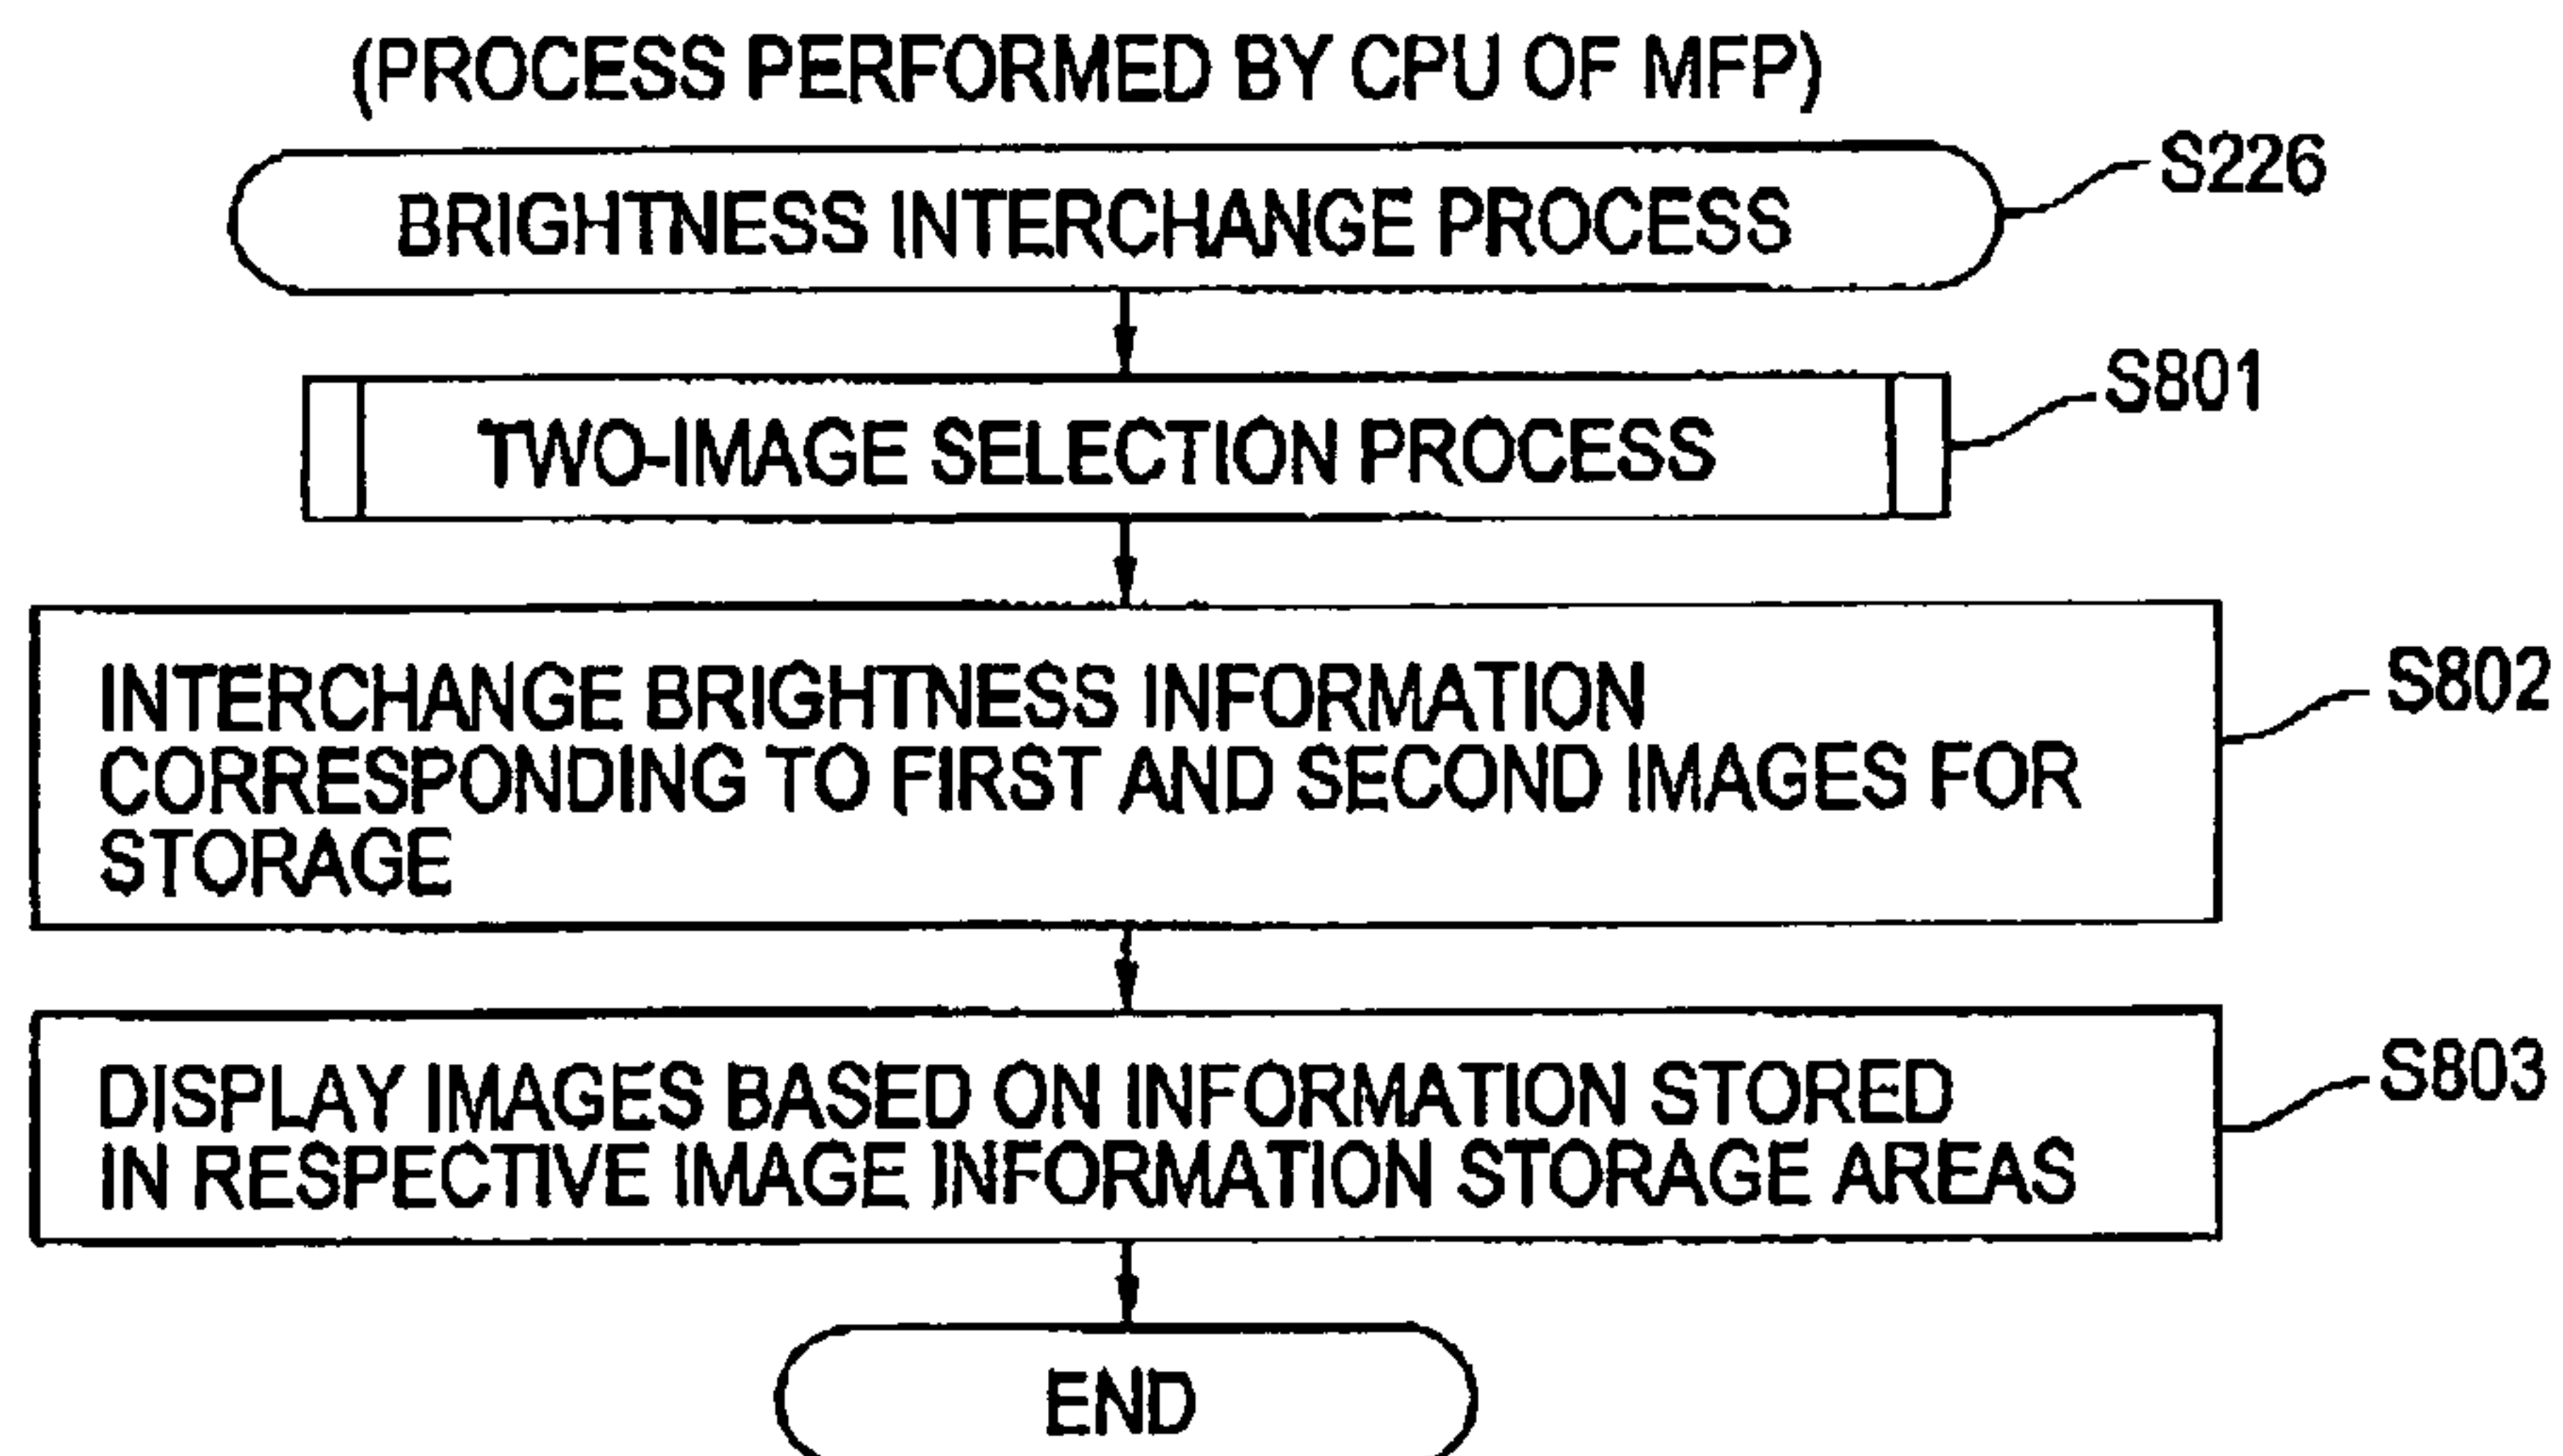 (PROCESS PERFORMED BY CPU OF MFP)
BRIGHTNESS INTERCHANGE PROCESS
S226
TWO-IMAGE SELECTION PROCESS
S801
INTERCHANGE BRIGHTNESS INFORMATION
CORRESPONDING TO FIRST AND SECOND IMAGES FOR
STORAGE
S802
DISPLAY IMAGES BASED ON INFORMATION STORED
IN RESPECTIVE IMAGE INFORMATION STORAGE AREAS
S803
END